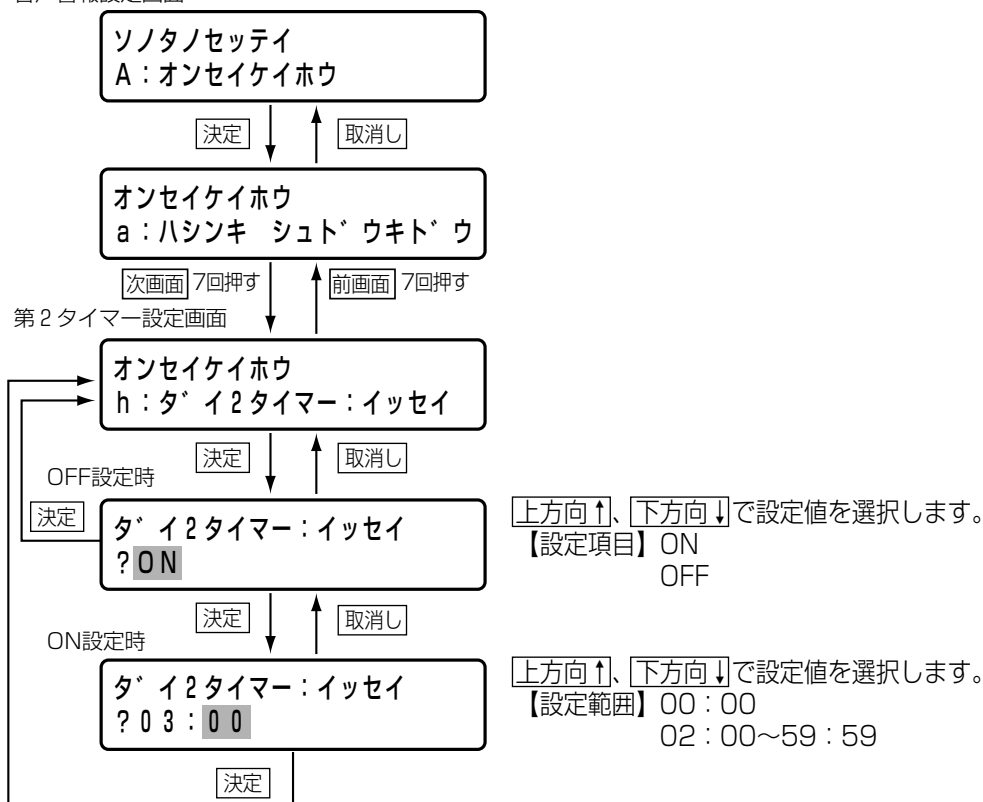 ソノタノセッテイ
A:オンセイケイホウ
決定 取消し
オンセイケイホウ
a:ハシンキ シュト゛ウキト゛ウ
次画面 7回押す 前画面 7回押す
第2タイマー設定画面
オンセイケイホウ
h:タ゛イ2タイマー:イッセイ
決定 取消し
OFF設定時
決定
タ゛イ2タイマー:イッセイ
?ON
上方向↑、下方向↓で設定値を選択します。
【設定項目】ON
OFF
決定 取消し
ON設定時
タ゛イ2タイマー:イッセイ
?03:00
上方向↑、下方向↓で設定値を選択します。
【設定範囲】00:00
02:00〜59:59
決定